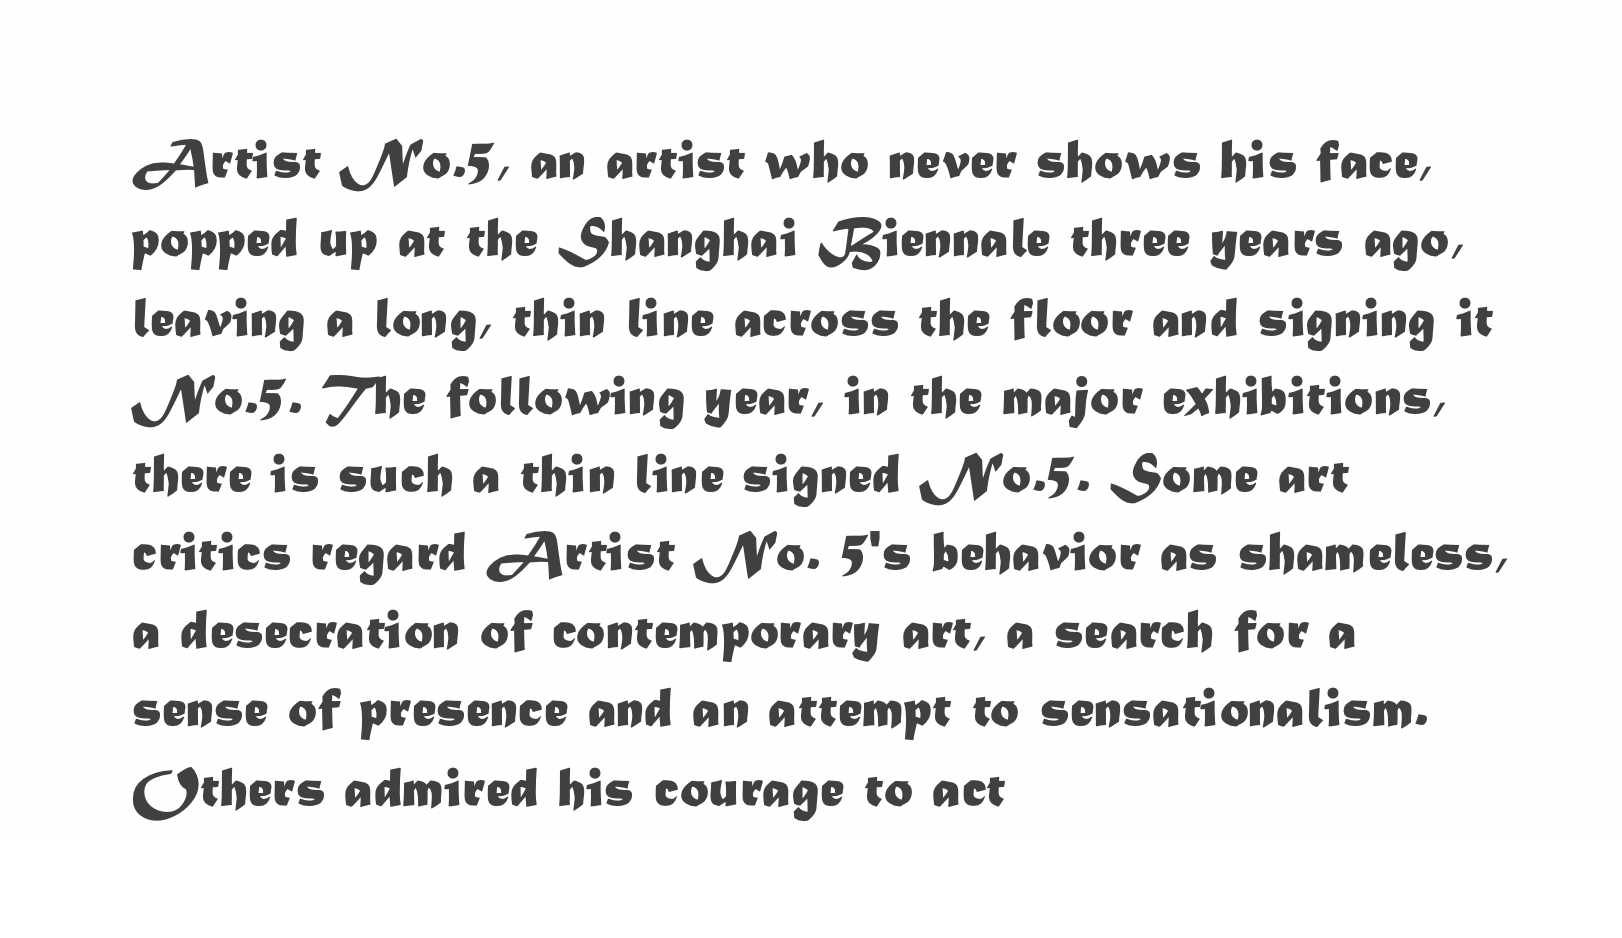 Artist No.5, an artist who never shows his face,
popped up at the Shanghai Biennale three years ago,
leaving a long, thin line across the floor and signing it
No.5. The following year, in the major exhibitions,
there is such a thin line signed No.5. Some art
critics regard Artist No. 5's behavior as shameless,
a desecration of contemporary art, a search for a
sense of presence and an attempt to sensationalism.
Others admired his courage to act